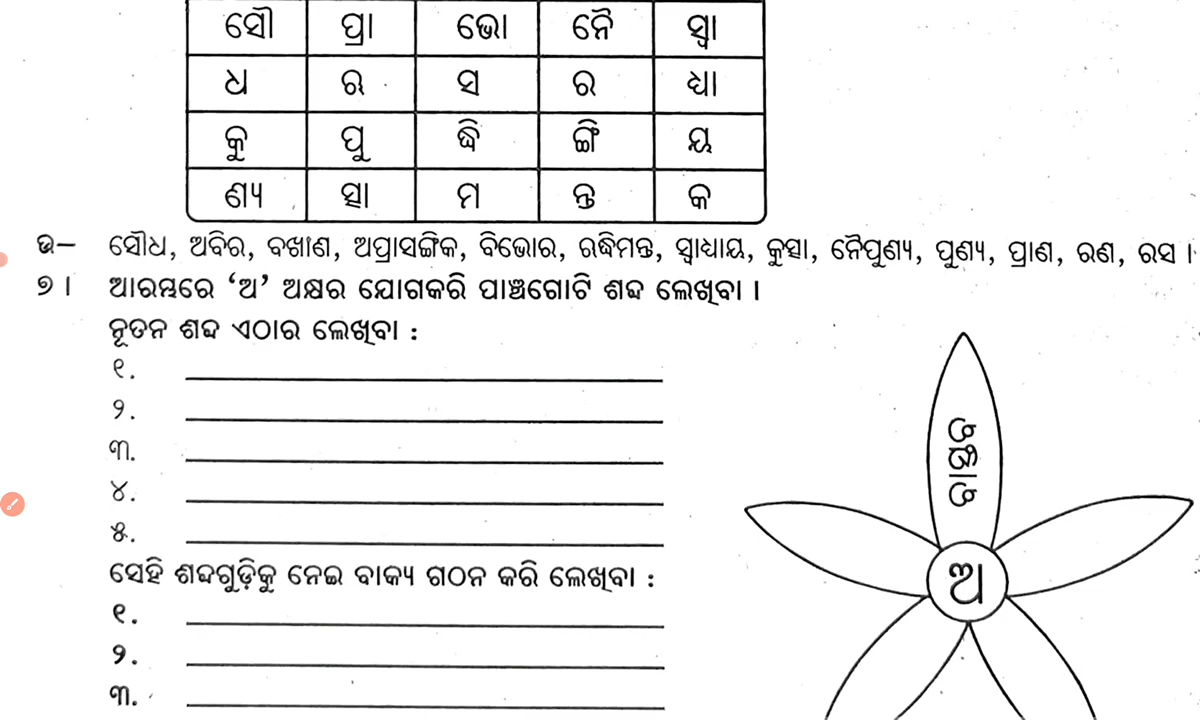 ସୌ ପ୍ରା ଭୋ ନୈ ସ୍ୱା
ଧ ଋ ସ ର ଧ୍ୟା
କୁ ପୁ ଦ୍ଧି ଙ୍ଗି ୟ
ଣ୍ୟ ତ୍ସା ମ ନ୍ତ କ
ଉ– ସୌଧ, ଅବିର, ବଖାଣ, ଅପ୍ରାସଙ୍ଗିକ, ବିଭୋର, ଋଦ୍ଧିମନ୍ତ, ସ୍ୱାଧ୍ୟାୟ, କୁତ୍ସା, ନୈପୁଣ୍ୟ, ପୁଣ୍ୟ, ପ୍ରାଣ, ରଣ, ରସ ।
୭ । ଆରମ୍ଭରେ ‘ଅ’ ଅକ୍ଷର ଯୋଗକରି ପାଞ୍ଚଗୋଟି ଶବ୍ଦ ଲେଖିବା ।
ନୂତନ ଶବ୍ଦ ଏଠାର ଲେଖିବା :
୧.
୨.
୩.
୪.
୫.
ସେହି ଶବ୍ଦଗୁଡ଼ିକୁ ନେଇ ବାକ୍ୟ ଗଠନ କରି ଲେଖିବା :
୧.
୨.
୩.
ଅ